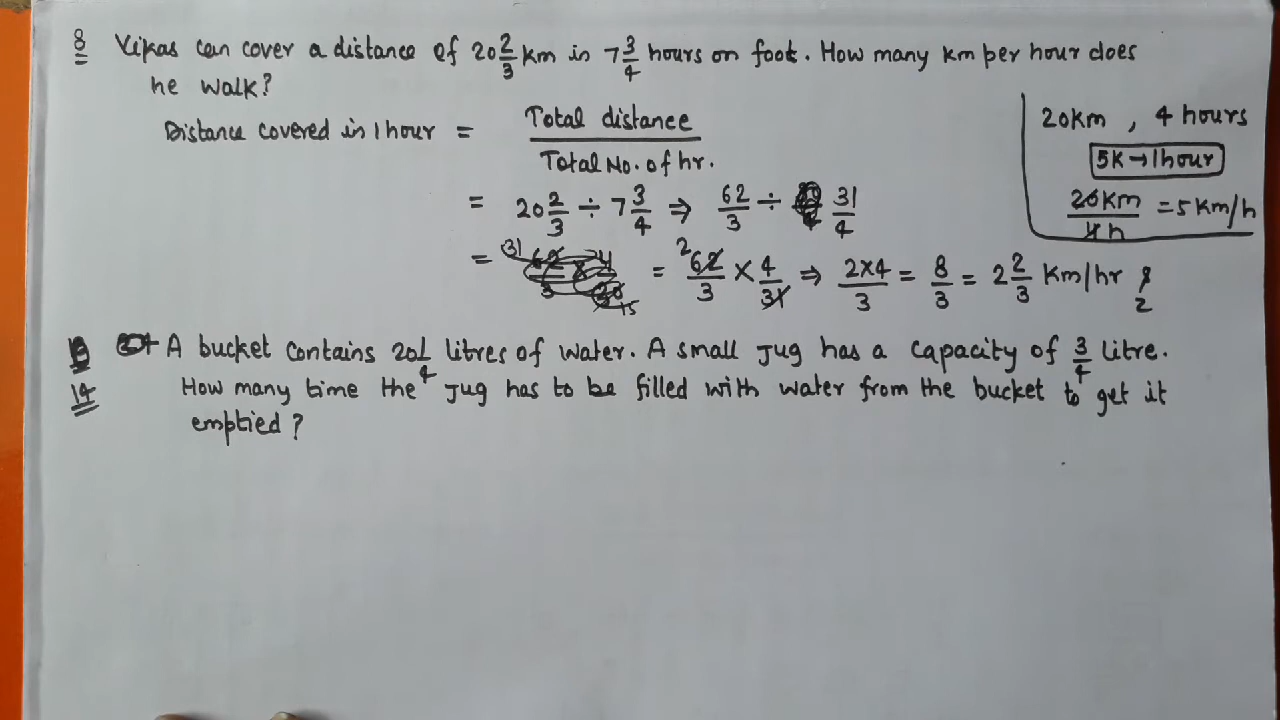 8 Vikas can cover a distance of 20 2/3 km in 7 3/4 hours on foot. How many km per hour does
he walk?
Distance covered in 1 hour = Total distance / Total No. of hr.
= 20 2/3 ÷ 7 3/4 ⇒ 62/3 ÷ 31/4
= = 62/3 × 4/31 ⇒ 2×4/3 = 8/3 = 2 2/3 km/hr
20km , 4 hours
5K → 1 hour
20km / 4h = 5 km/h
14 A bucket contains 20 1/4 litres of water. A small jug has a capacity of 3/4 litre.
How many time the jug has to be filled with water from the bucket to get it
emptied?